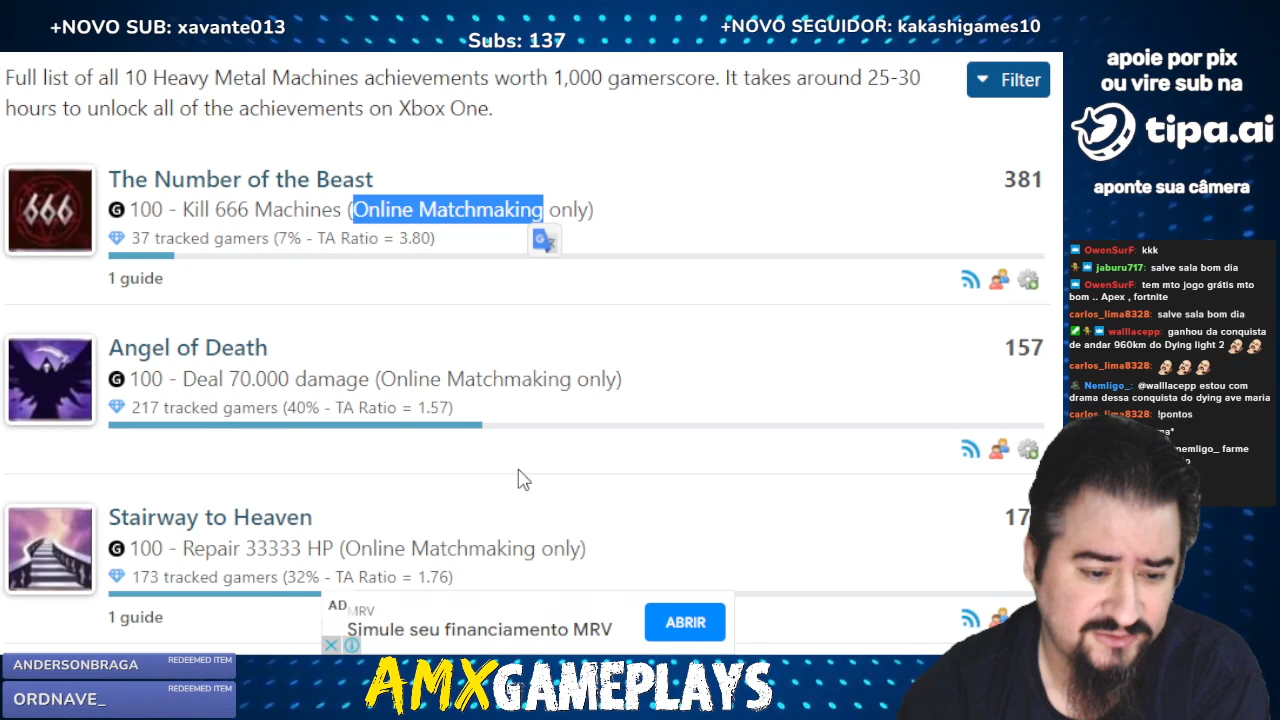 +NOVO SUB: xavante013
Subs: 137
+NOVO SEGUIDOR: kakashigames10
Full list of all 10 Heavy Metal Machines achievements worth 1,000 gamerscore. It takes around 25-30
hours to unlock all of the achievements on Xbox One.
Filter
666
The Number of the Beast
381
G 100 - Kill 666 Machines (Online Matchmaking only)
37 tracked gamers (7% - TA Ratio = 3.80)
1 guide
Angel of Death
157
G 100 - Deal 70.000 damage (Online Matchmaking only)
217 tracked gamers (40% - TA Ratio = 1.57)
Stairway to Heaven
G 100 - Repair 33333 HP (Online Matchmaking only)
173 tracked gamers (32% - TA Ratio = 1.76)
1 guide
AD
MRV
Simule seu financiamento MRV
ABRIR
ANDERSONBRAGA REDEEMED ITEM
ORDNAVE_ REDEEMED ITEM
AMXGAMEPLAYS
apoie por pix
ou vire sub na
tipa.ai
aponte sua câmera
OwenSurF: kkk
jaburu717: salve sala bom dia
OwenSurF: tem mto jogo grátis mto
bom .. Apex , fortnite
carlos_lima8328: salve sala bom dia
walllacepp: ganhou da conquista
de andar 960km do Dying light 2
carlos_lima8328:
Nemligo_: @walllacepp estou com
drama dessa conquista do dying ave maria
carlos_lima8328: !pontos
nemligo_ farme